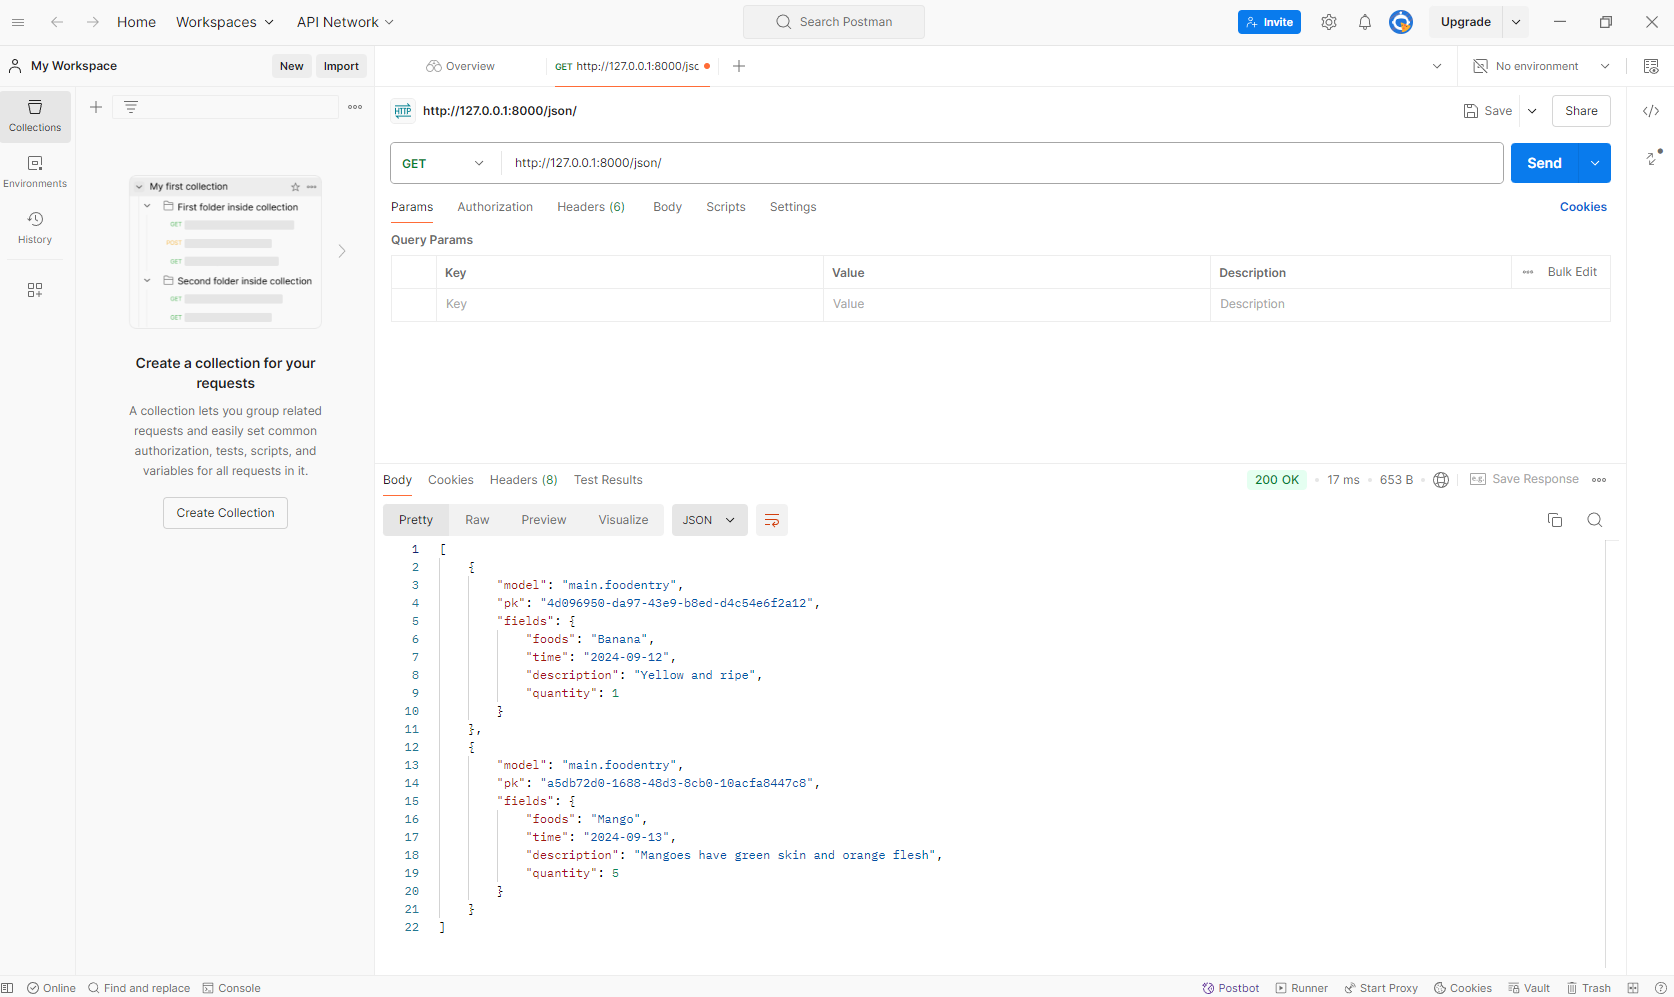 Home Workspaces API Network Search Postman Invite Upgrade
My Workspace New Import Overview GET http://127.0.0.1:8000/jsc No environment
Collections
Environments
History
My first collection
First folder inside collection
GET
POST
GET
Second folder inside collection
GET
GET
Create a collection for your
requests
A collection lets you group related
requests and easily set common
authorization, tests, scripts, and
variables for all requests in it.
Create Collection
HTTP http://127.0.0.1:8000/json/ Save Share
GET http://127.0.0.1:8000/json/ Send
Params Authorization Headers (6) Body Scripts Settings Cookies
Query Params
Key Value Description Bulk Edit
Key Value Description
Body Cookies Headers (8) Test Results 200 OK 17 ms 653 B e.g. Save Response
Pretty Raw Preview Visualize JSON
1 [
2 {
3 "model": "main.foodentry",
4 "pk": "4d096950-da97-43e9-b8ed-d4c54e6f2a12",
5 "fields": {
6 "foods": "Banana",
7 "time": "2024-09-12",
8 "description": "Yellow and ripe",
9 "quantity": 1
10 }
11 },
12 {
13 "model": "main.foodentry",
14 "pk": "a5db72d0-1688-48d3-8cb0-10acfa8447c8",
15 "fields": {
16 "foods": "Mango",
17 "time": "2024-09-13",
18 "description": "Mangoes have green skin and orange flesh",
19 "quantity": 5
20 }
21 }
22 ]
Online Find and replace Console Postbot Runner Start Proxy Cookies Vault Trash